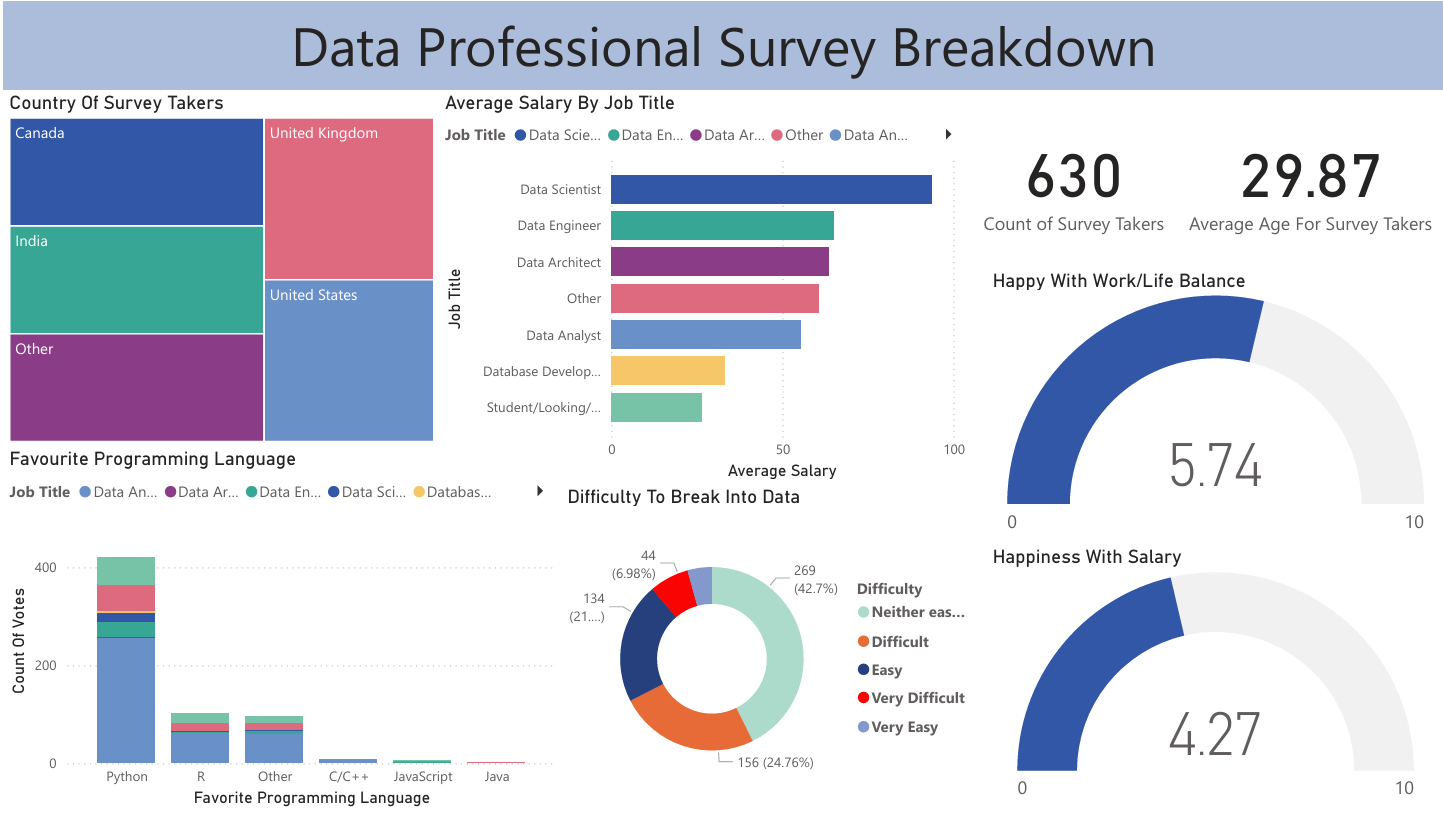 Data Professional Survey Breakdown
Country Of Survey Takers
Canada
United Kingdom
India
United States
Other
Average Salary By Job Title
Job Title Data Scie... Data En... Data Ar... Other Data An...
Job Title
Data Scientist
Data Engineer
Data Architect
Other
Data Analyst
Database Develop...
Student/Looking/...
0 50 100
Average Salary
630
Count of Survey Takers
29.87
Average Age For Survey Takers
Happy With Work/Life Balance
5.74
0 10
Favourite Programming Language
Job Title Data An... Data Ar... Data En... Data Sci... Databas...
Count Of Votes
400
200
0
Python R Other C/C++ JavaScript Java
Favorite Programming Language
Difficulty To Break Into Data
44
(6.98%)
269
(42.7%)
134
(21....)
156 (24.76%)
Difficulty
Neither eas...
Difficult
Easy
Very Difficult
Very Easy
Happiness With Salary
4.27
0 10